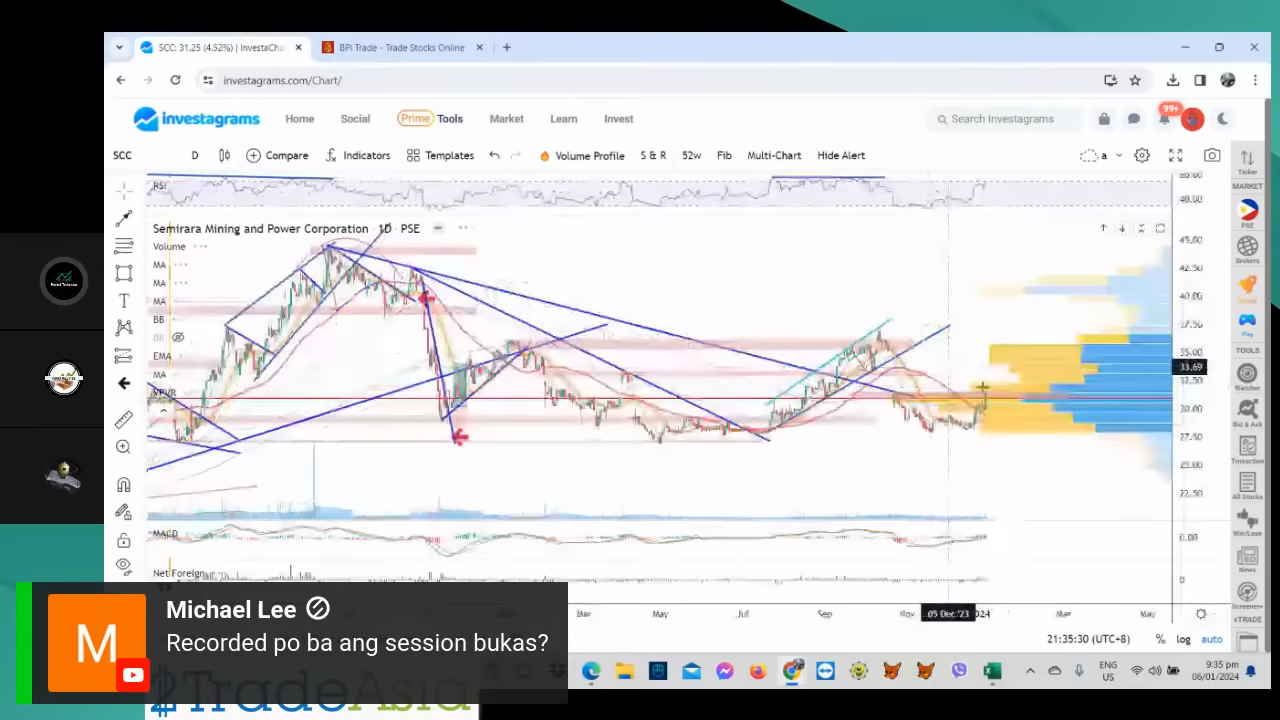 SCC: 31.25 (4.52%) | InvestaCha
BPI Trade - Trade Stocks Online
investagrams.com/Chart/
investagrams
Home
Social
Prime Tools
Market
Learn
Invest
Search Investagrams
99+
SCC
D
Compare
Indicators
Templates
Volume Profile
S & R
52w
Fib
Multi-Chart
Hide Alert
a
Ticker
MARKET
PSE
Brokers
Play
TOOLS
Watcher
Bid & Ask
Transaction
All Stocks
Win/Lose
News
Screener+
vTRADE
RSI
40.00
Semirara Mining and Power Corporation · 1D · PSE
Volume
MA
MA
MA
BB
BB
EMA
MA
VPVR
45.00
42.50
40.00
37.50
35.00
33.69
32.50
30.00
27.50
25.00
22.50
MACD
0.00
Net Foreign
0
Mar
May
Jul
Sep
Nov
05 Dec '23
2024
Mar
May
21:35:30 (UTC+8)
%
log
auto
Michael Lee
Recorded po ba ang session bukas?
M
TradeAsia
ENG
US
9:35 pm
06/01/2024